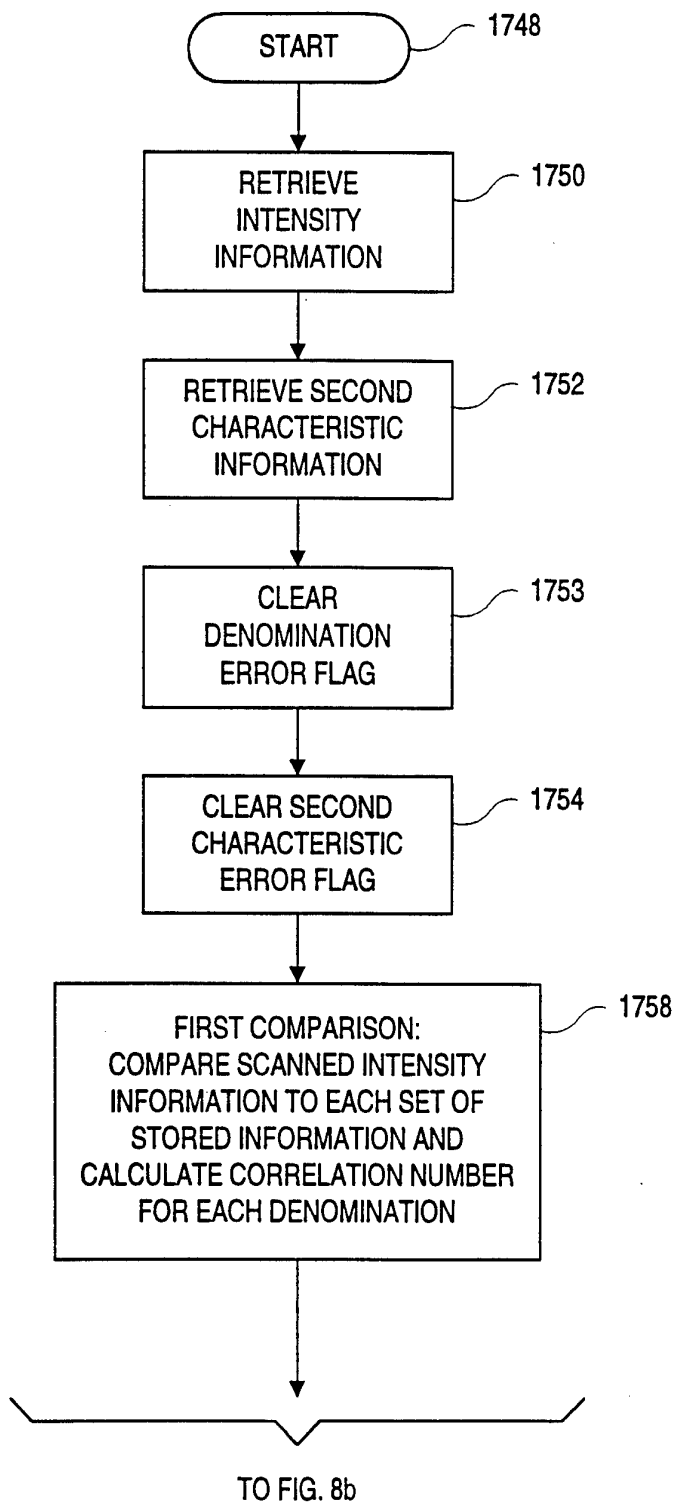 START
1748
RETRIEVE
INTENSITY
INFORMATION
1750
RETRIEVE SECOND
CHARACTERISTIC
INFORMATION
1752
CLEAR
DENOMINATION
ERROR FLAG
1753
CLEAR SECOND
CHARACTERISTIC
ERROR FLAG
1754
FIRST COMPARISON:
COMPARE SCANNED INTENSITY
INFORMATION TO EACH SET OF
STORED INFORMATION AND
CALCULATE CORRELATION NUMBER
FOR EACH DENOMINATION
1758
TO FIG. 8b